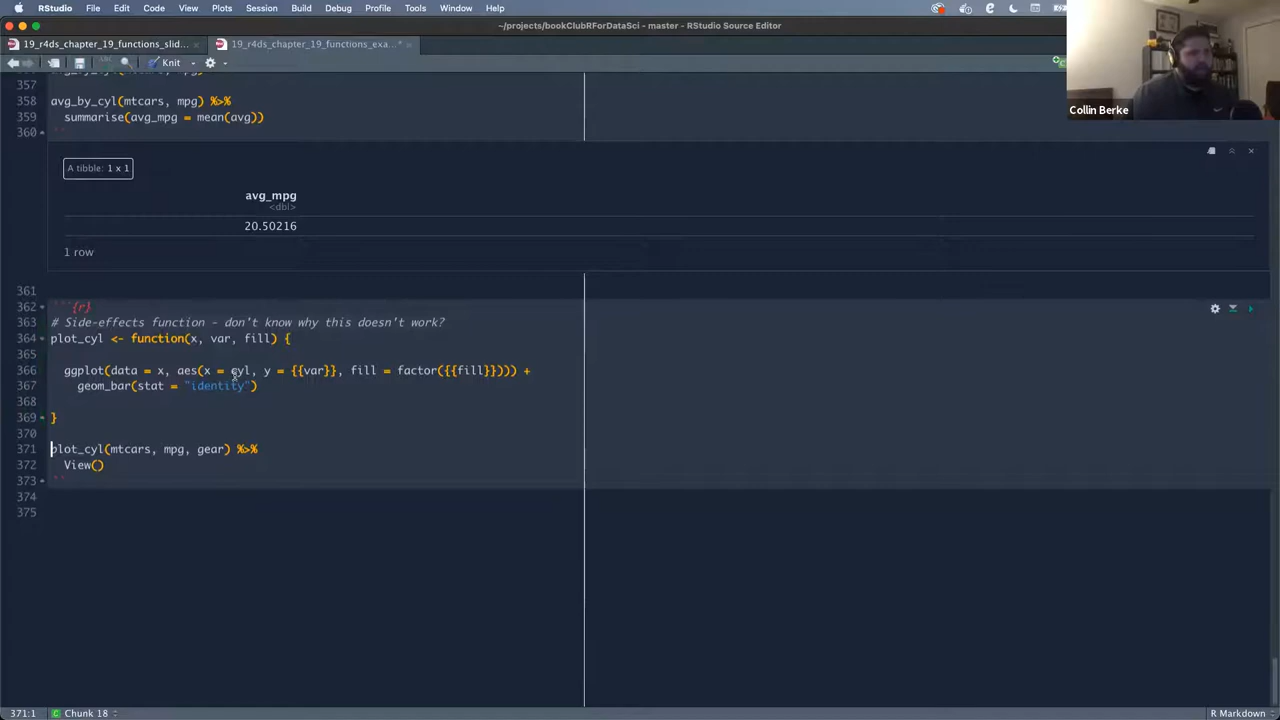 RStudio File Edit Code View Plots Session Build Debug Profile Tools Window Help
~/projects/bookClubRForDataSci - master - RStudio Source Editor
19_r4ds_chapter_19_functions_slid... 19_r4ds_chapter_19_functions_exa...*
Knit
Collin Berke
357
358 avg_by_cyl(mtcars, mpg) %>%
359 summarise(avg_mpg = mean(avg))
360 ```
A tibble: 1 x 1
avg_mpg
<dbl>
20.50216
1 row
361
362 ```{r}
363 # Side-effects function - don't know why this doesn't work?
364 plot_cyl <- function(x, var, fill) {
365
366 ggplot(data = x, aes(x = cyl, y = {{var}}, fill = factor({{fill}}))) +
367 geom_bar(stat = "identity")
368
369 }
370
371 plot_cyl(mtcars, mpg, gear) %>%
372 View()
373 ```
374
375
371:1 Chunk 18 R Markdown